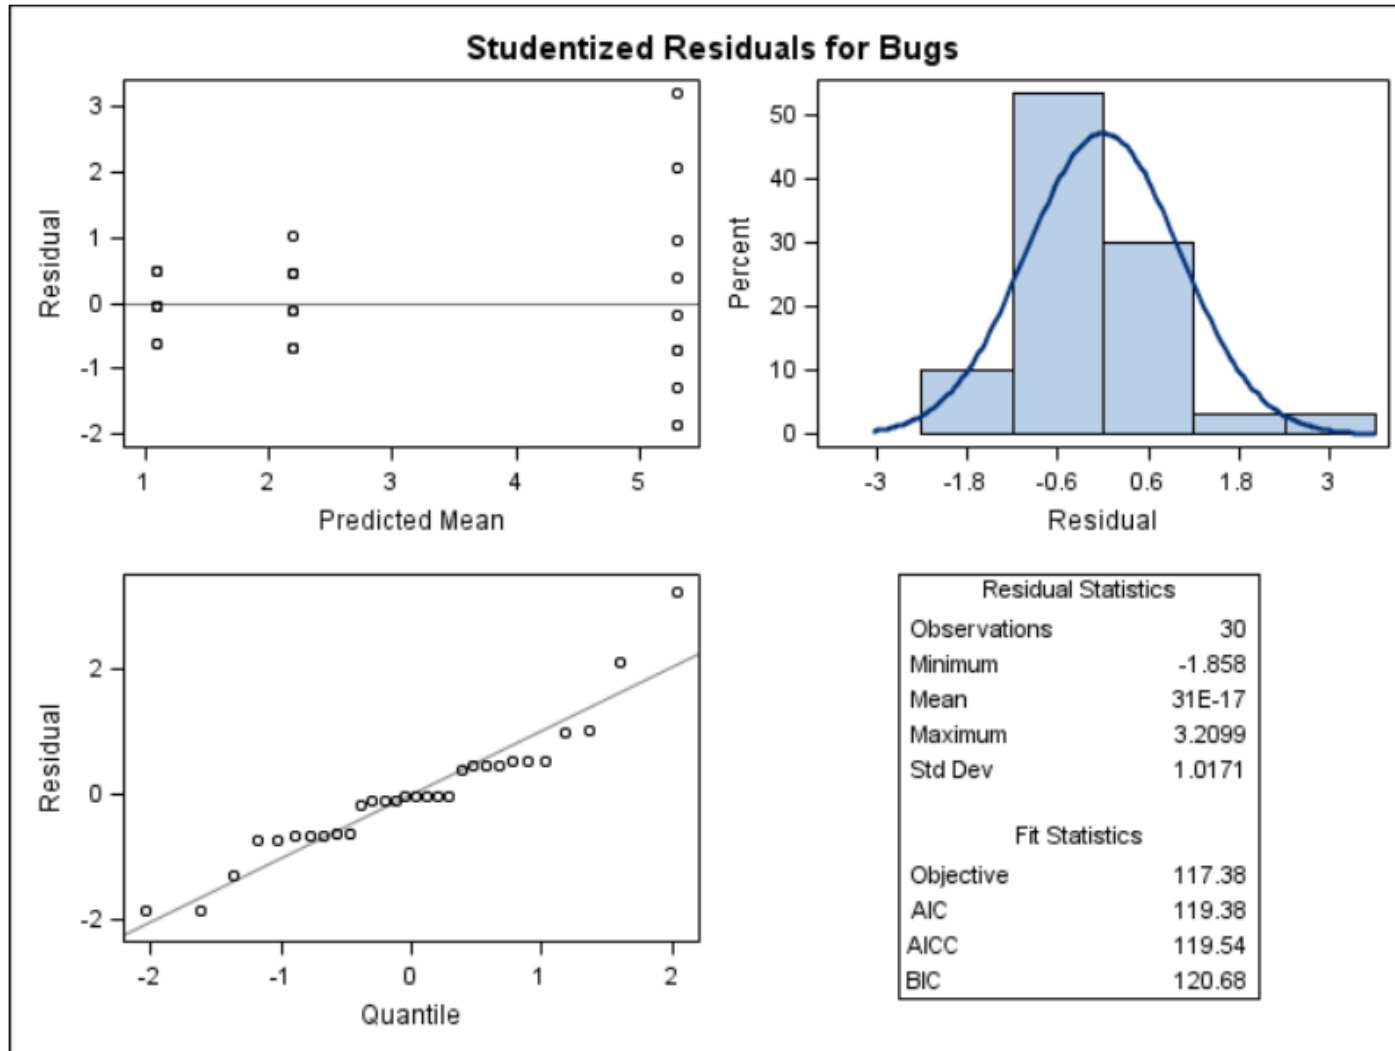 Studentized Residuals for Bugs
3
2
1
0
-1
-2
Residual
1 2 3 4 5
Predicted Mean
50
40
30
20
10
0
Percent
-3 -1.8 -0.6 0.6 1.8 3
Residual
2
0
-2
Residual
-2 -1 0 1 2
Quantile
Residual Statistics
Observations 30
Minimum -1.858
Mean 31E-17
Maximum 3.2099
Std Dev 1.0171
Fit Statistics
Objective 117.38
AIC 119.38
AICC 119.54
BIC 120.68